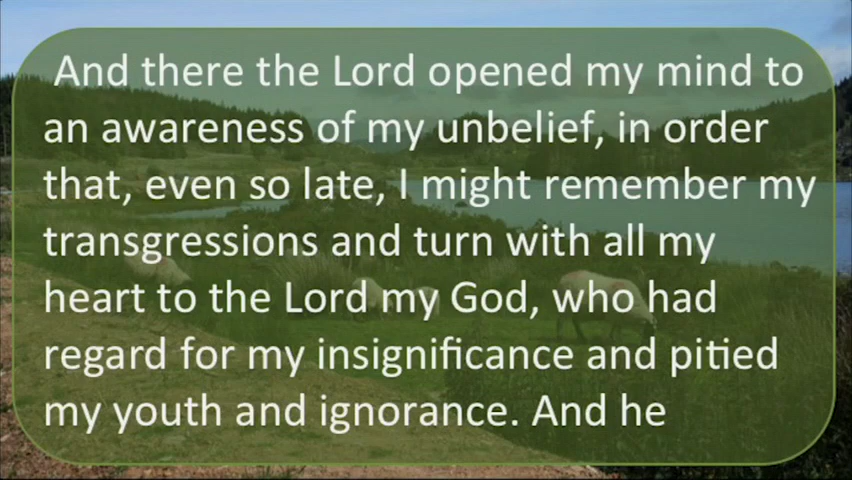 And there the Lord opened my mind to
an awareness of my unbelief, in order
that, even so late, I might remember my
transgressions and turn with all my
heart to the Lord my God, who had
regard for my insignificance and pitied
my youth and ignorance. And he